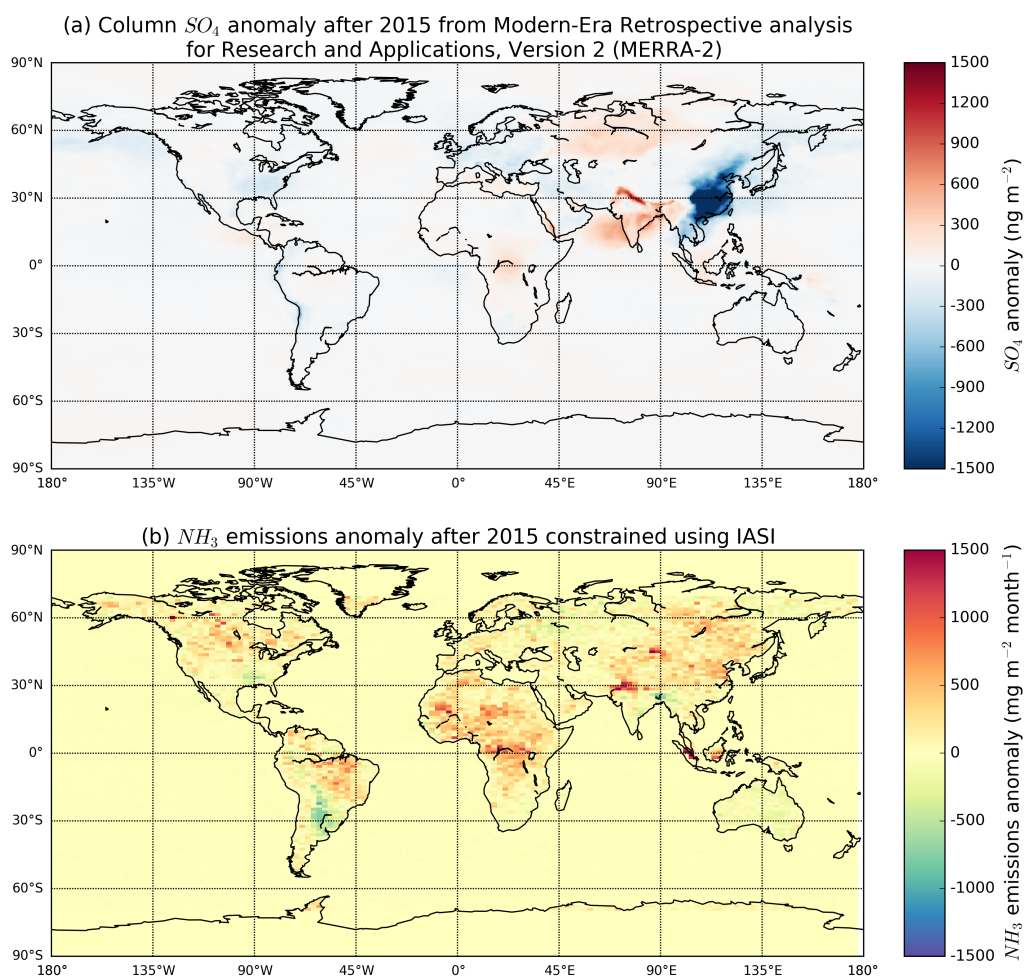 (a) Column SO₄ anomaly after 2015 from Modern-Era Retrospective analysis
for Research and Applications, Version 2 (MERRA-2)
90°N
60°N
30°N
0°
30°S
60°S
90°S
180°
135°W
90°W
45°W
0°
45°E
90°E
135°E
180°
1500
1200
900
600
300
0
-300
-600
-900
-1200
-1500
SO₄ anomaly (ng m⁻²)
(b) NH₃ emissions anomaly after 2015 constrained using IASI
90°N
60°N
30°N
0°
30°S
60°S
90°S
180°
135°W
90°W
45°W
0°
45°E
90°E
135°E
180°
1500
1000
500
0
-500
-1000
-1500
NH₃ emissions anomaly (mg m⁻² month⁻¹)